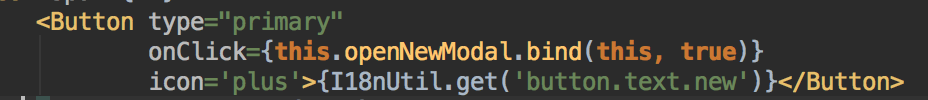 <Button type="primary"
onClick={this.openNewModal.bind(this, true)}
icon='plus'>{I18nUtil.get('button.text.new')}</Button>